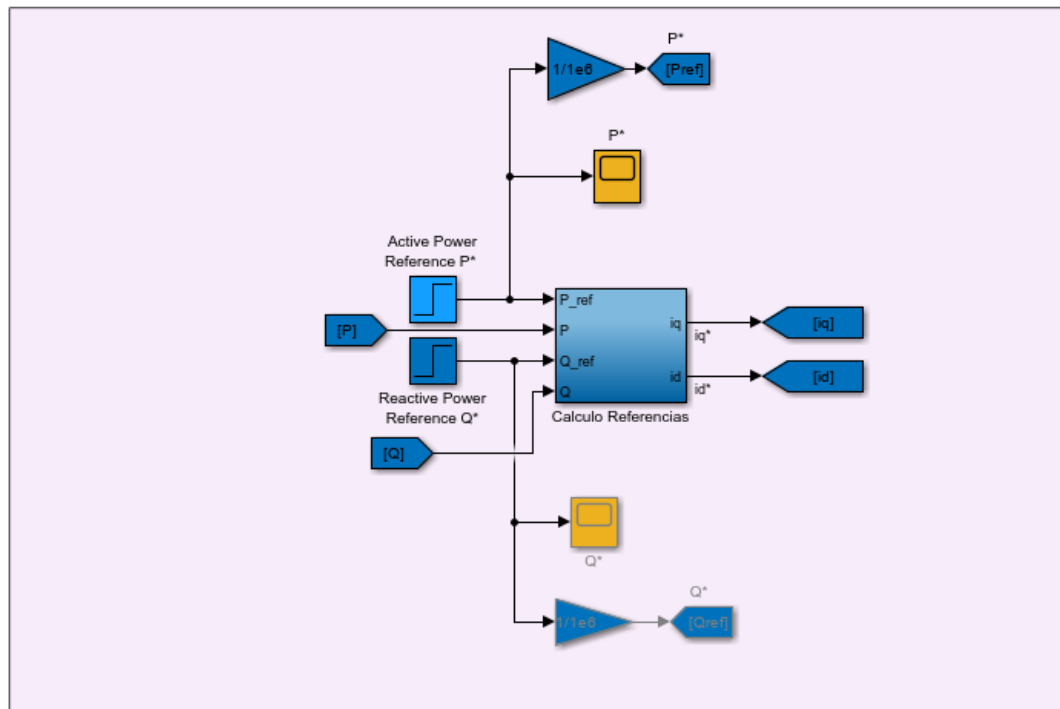 P*
1/1e6
[Pref]
P*
Active Power
Reference P*
P_ref
[P]
P
iq
iq*
[iq]
Q_ref
id
id*
[id]
Q
Reactive Power
Reference Q*
Calculo Referencias
[Q]
Q*
Q*
1/1e6
[Qref]